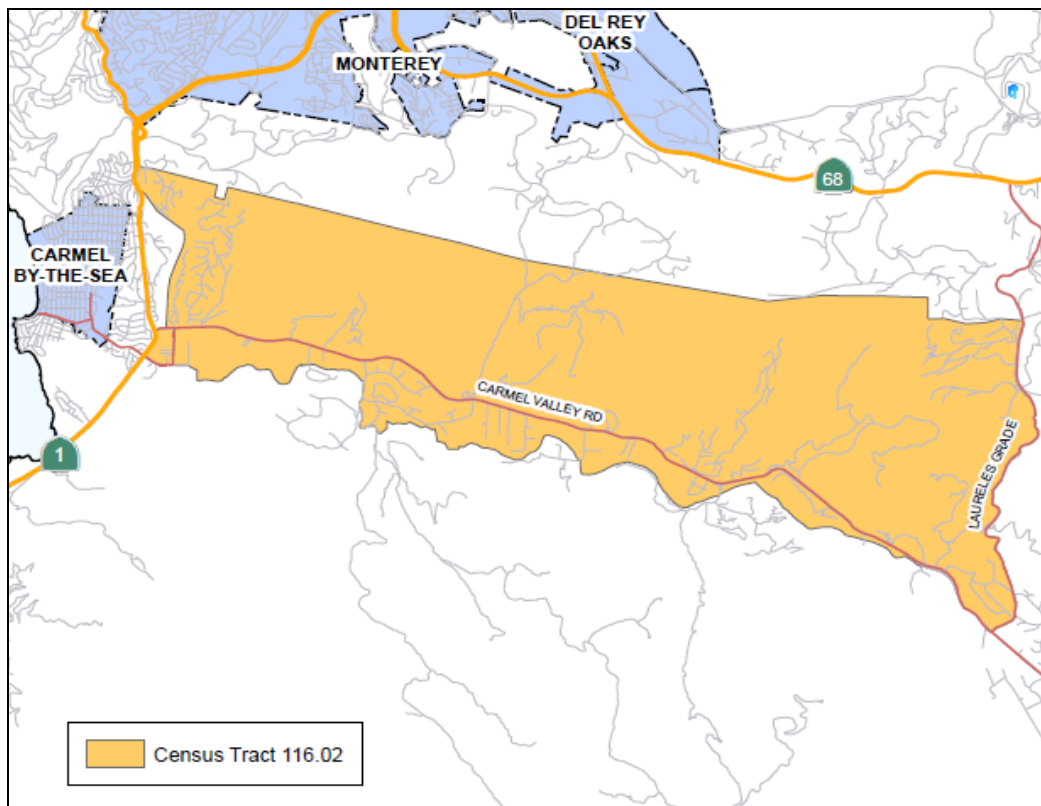 DEL REY
OAKS
MONTEREY
68
CARMEL
BY-THE-SEA
CARMEL VALLEY RD
LAURELES GRADE
1
Census Tract 116.02